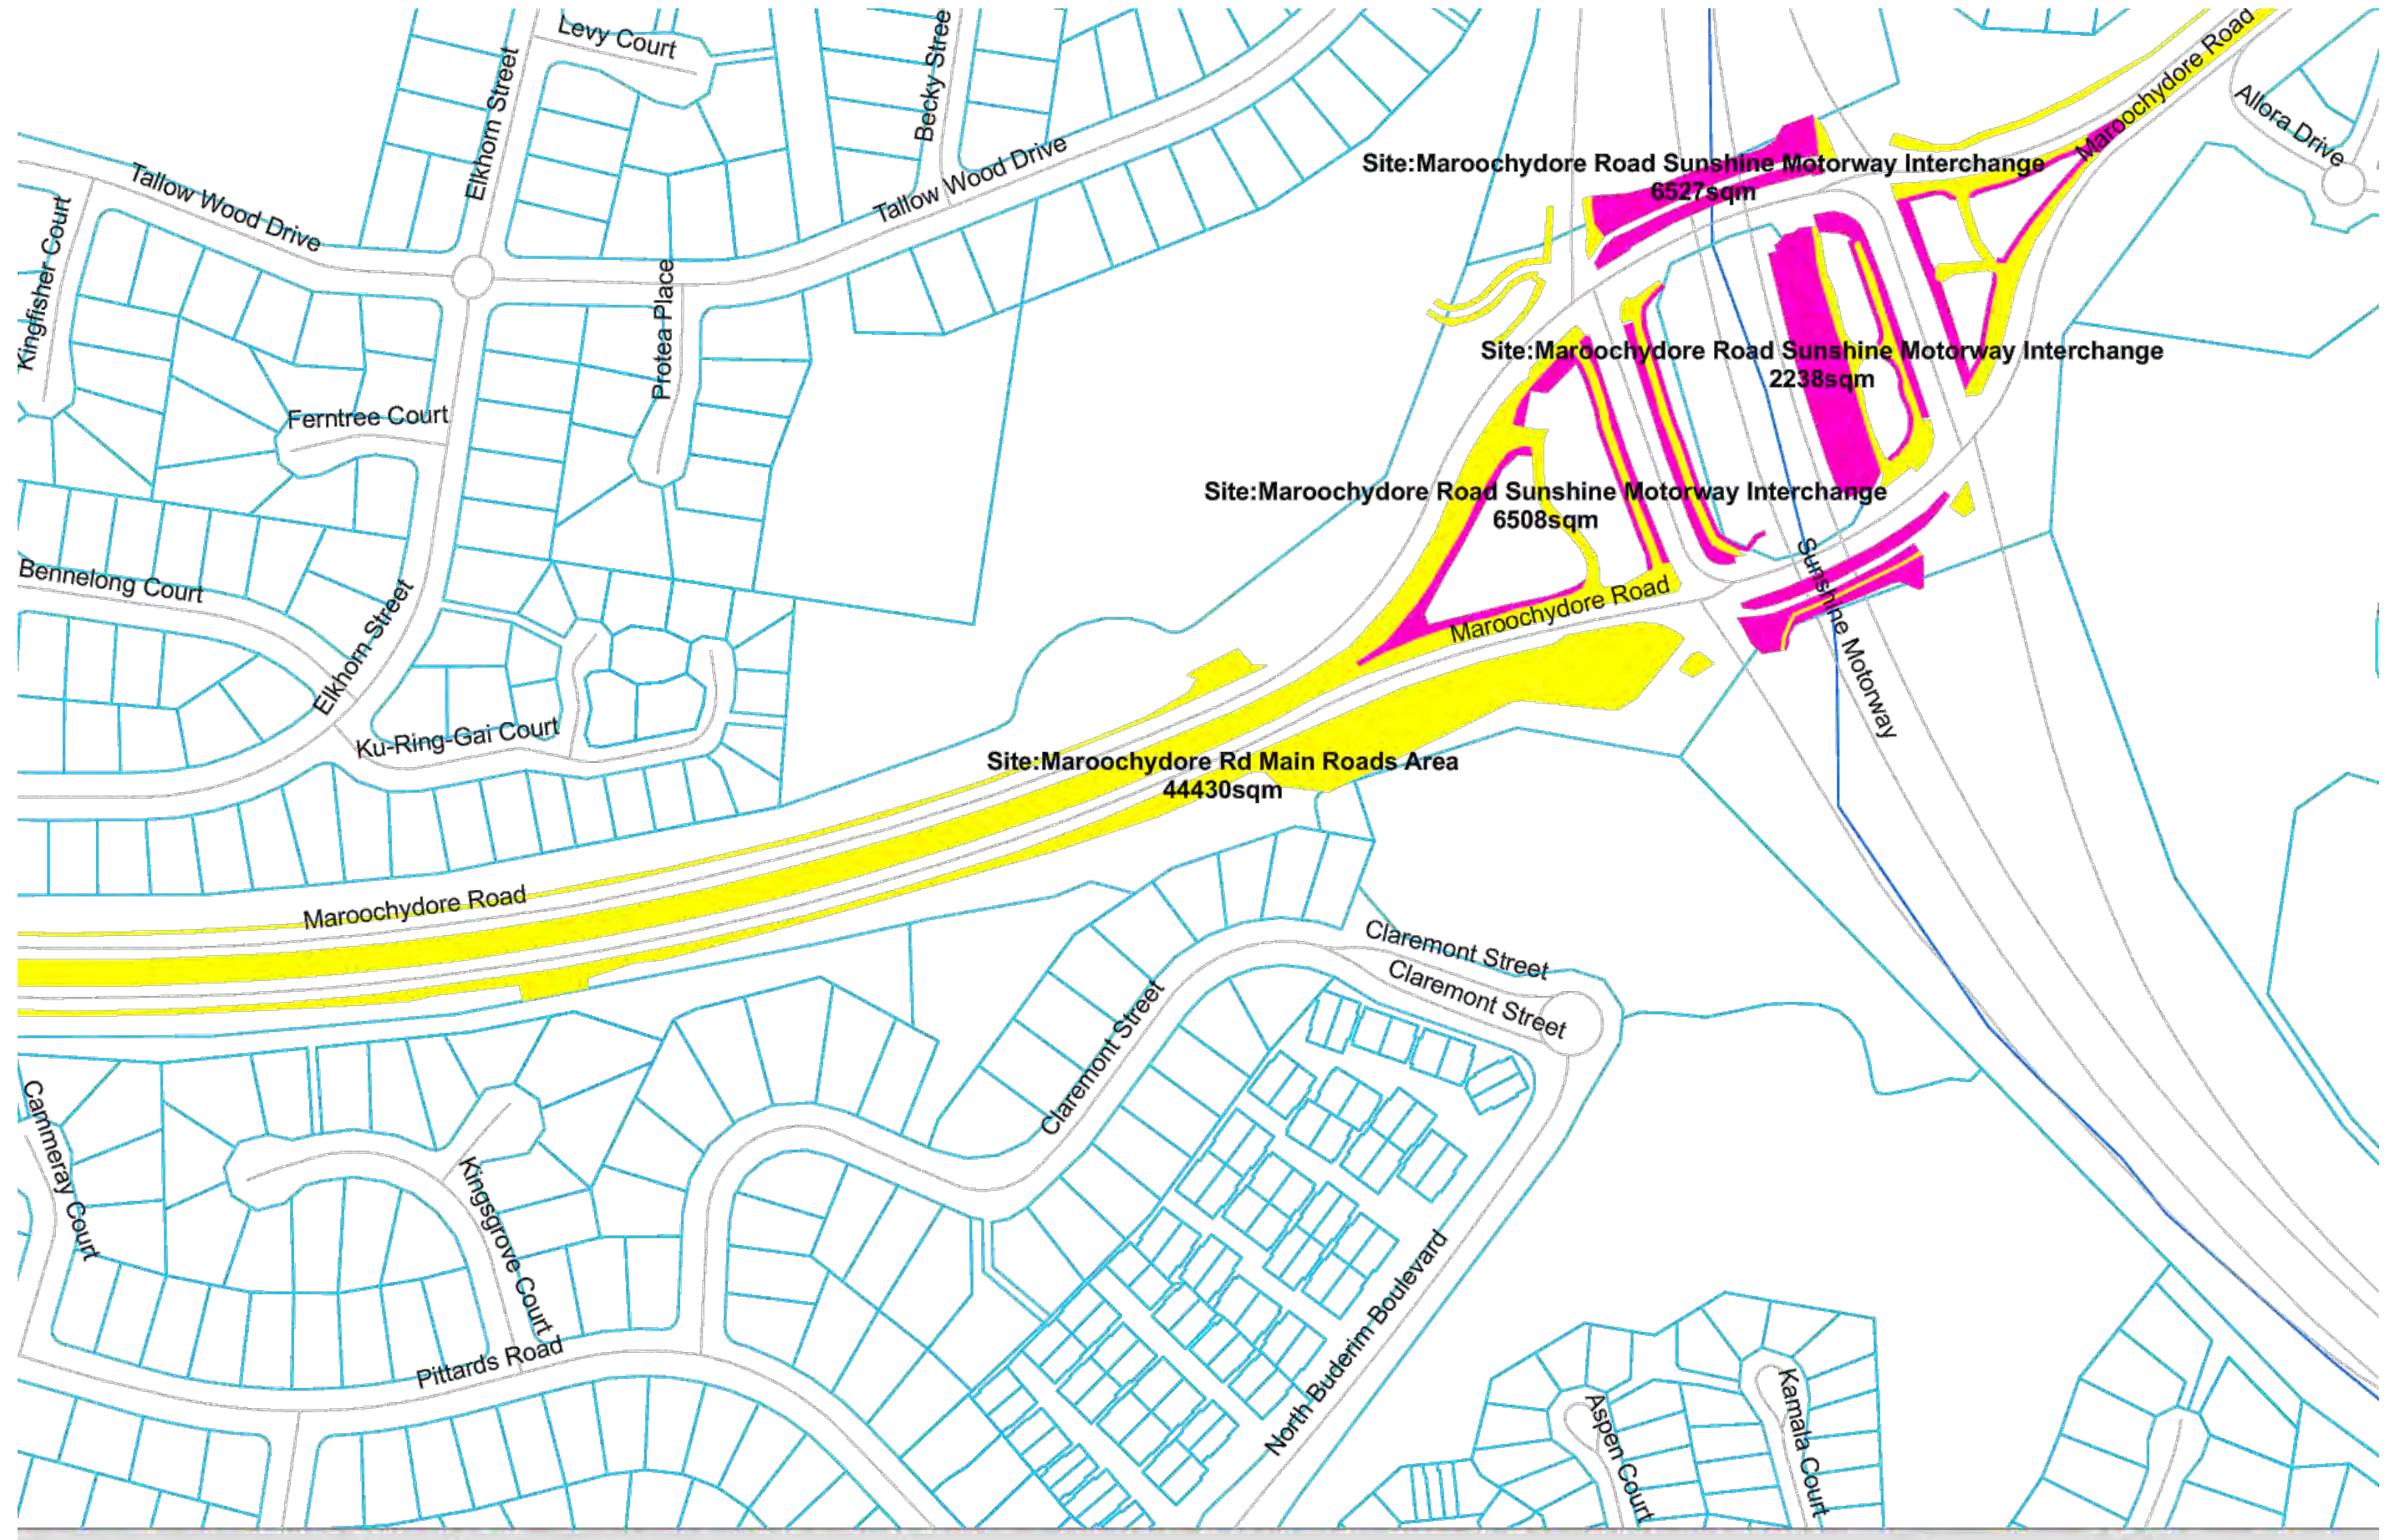 Levy Court
Becky Stree
Maroochydore Road
Elkhorn Street
Allora Drive
Tallow Wood Drive
Tallow Wood Drive
Site:Maroochydore Road Sunshine Motorway Interchange
6527sqm
Kingfisher Court
Protea Place
Site:Maroochydore Road Sunshine Motorway Interchange
2238sqm
Ferntree Court
Site:Maroochydore Road Sunshine Motorway Interchange
6508sqm
Bennelong Court
Elkhorn Street
Maroochydore Road
Sunshine Motorway
Ku-Ring-Gai Court
Site:Maroochydore Rd Main Roads Area
44430sqm
Maroochydore Road
Claremont Street
Claremont Street
Claremont Street
Cammeray Court
Kingsgrove Court
North Buderim Boulevard
Pittards Road
Aspen Court
Kamala Court